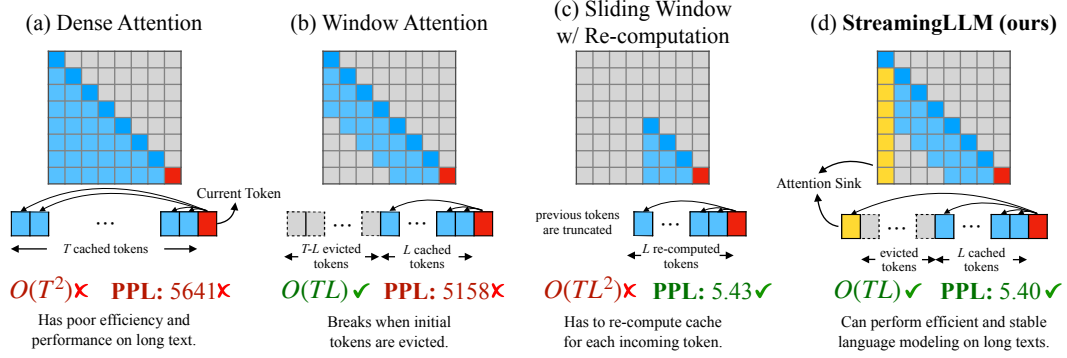 (a) Dense Attention
Current Token
...
T cached tokens
O(T²)✗ PPL: 5641✗
Has poor efficiency and
performance on long text.
(b) Window Attention
... ...
T-L evicted
tokens
L cached
tokens
O(TL)✓ PPL: 5158✗
Breaks when initial
tokens are evicted.
(c) Sliding Window
w/ Re-computation
previous tokens
are truncated
...
L re-computed
tokens
O(TL²)✗ PPL: 5.43✓
Has to re-compute cache
for each incoming token.
(d) StreamingLLM (ours)
Attention Sink
... ...
evicted
tokens
L cached
tokens
O(TL)✓ PPL: 5.40✓
Can perform efficient and stable
language modeling on long texts.